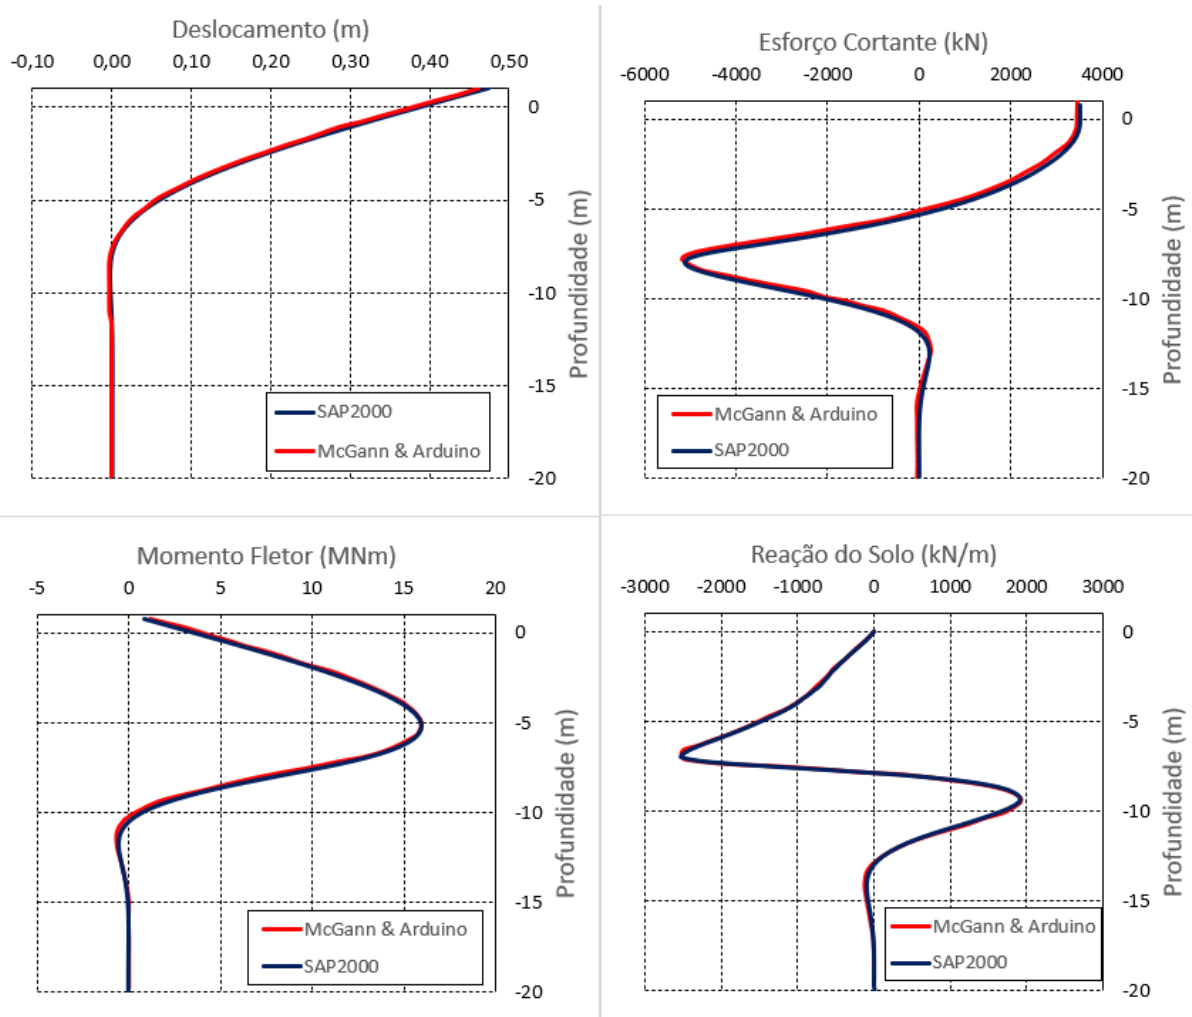 Deslocamento (m)
-0,10 0,00 0,10 0,20 0,30 0,40 0,50
0
-5
-10
-15
-20
Profundidade (m)
SAP2000
McGann & Arduino
Esforço Cortante (kN)
-6000 -4000 -2000 0 2000 4000
0
-5
-10
-15
-20
Profundidade (m)
McGann & Arduino
SAP2000
Momento Fletor (MNm)
-5 0 5 10 15 20
0
-5
-10
-15
-20
Profundidade (m)
McGann & Arduino
SAP2000
Reação do Solo (kN/m)
-3000 -2000 -1000 0 1000 2000 3000
0
-5
-10
-15
-20
Profundidade (m)
McGann & Arduino
SAP2000